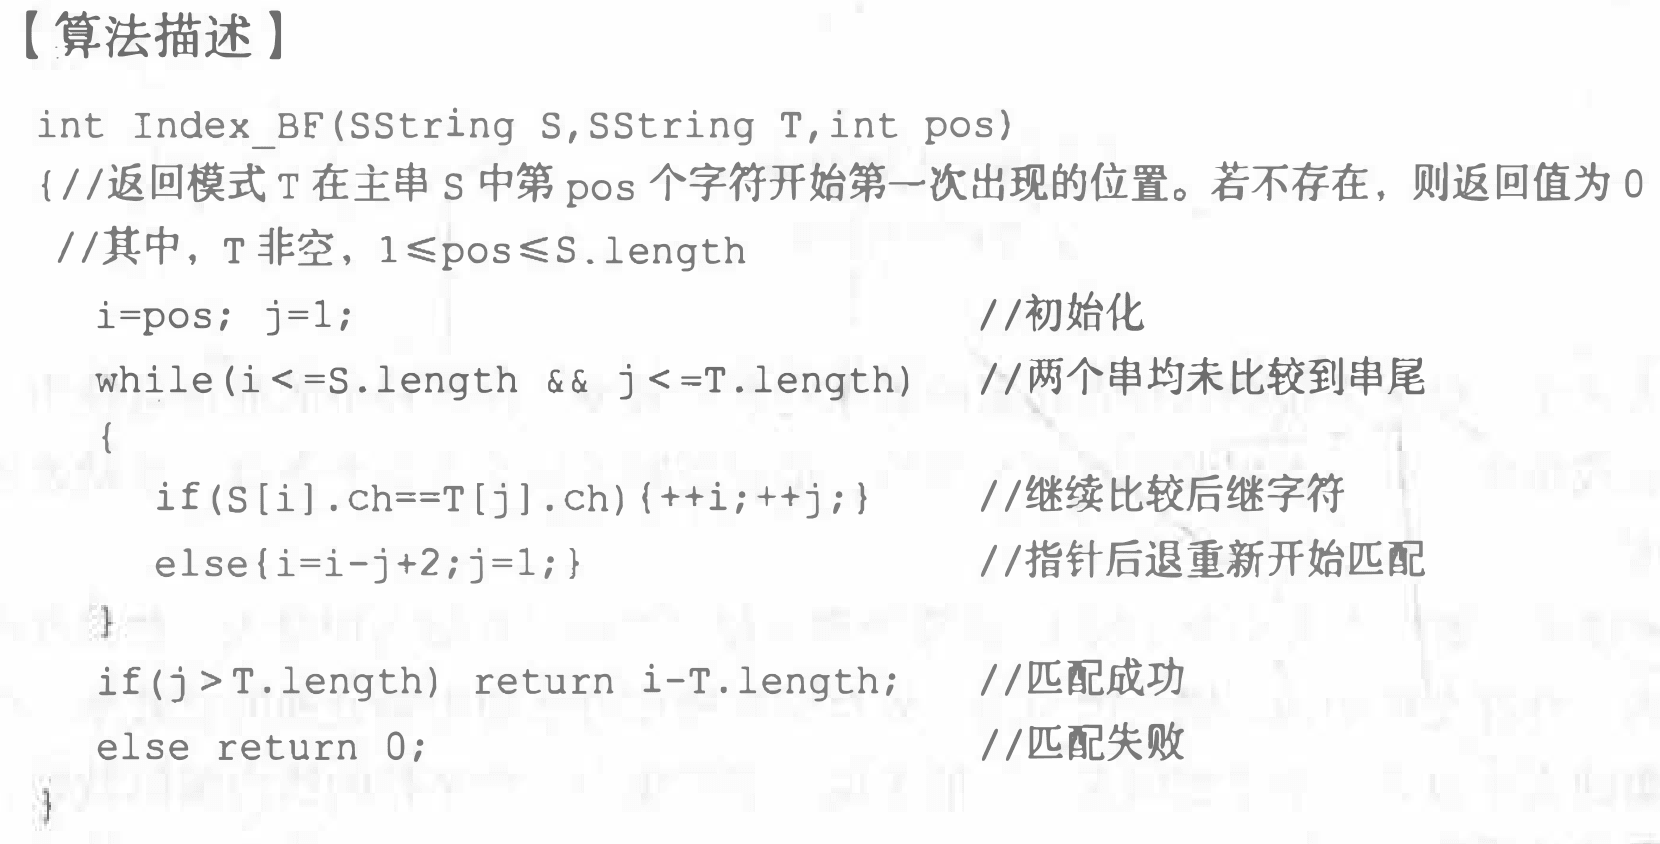 【算法描述】
int Index_BF(SString S,SString T,int pos)
{//返回模式 T 在主串 S 中第 pos 个字符开始第一次出现的位置。若不存在，则返回值为 0
//其中，T 非空，1≤pos≤S.length
i=pos; j=1; //初始化
while(i<=S.length && j<=T.length) //两个串均未比较到串尾
{
if(S[i].ch==T[j].ch){++i;++j;} //继续比较后继字符
else{i=i-j+2;j=1;} //指针后退重新开始匹配
}
if(j>T.length) return i-T.length; //匹配成功
else return 0; //匹配失败
}